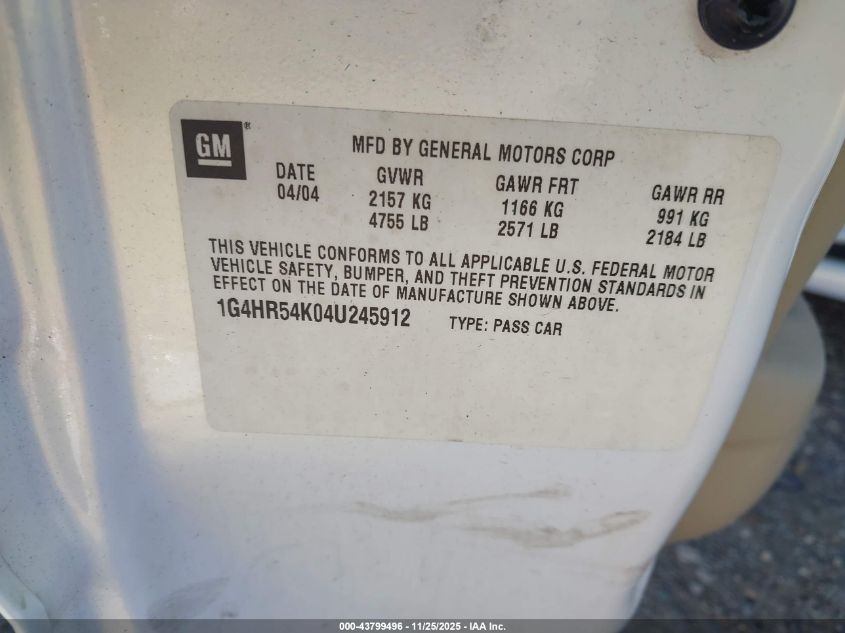 GM ®
MFD BY GENERAL MOTORS CORP
DATE GVWR GAWR FRT GAWR RR
04/04 2157 KG 1166 KG 991 KG
4755 LB 2571 LB 2184 LB
THIS VEHICLE CONFORMS TO ALL APPLICABLE U.S. FEDERAL MOTOR
VEHICLE SAFETY, BUMPER, AND THEFT PREVENTION STANDARDS IN
EFFECT ON THE DATE OF MANUFACTURE SHOWN ABOVE.
1G4HR54K04U245912 TYPE: PASS CAR
000-43799496 - 11/25/2025 - IAA Inc.